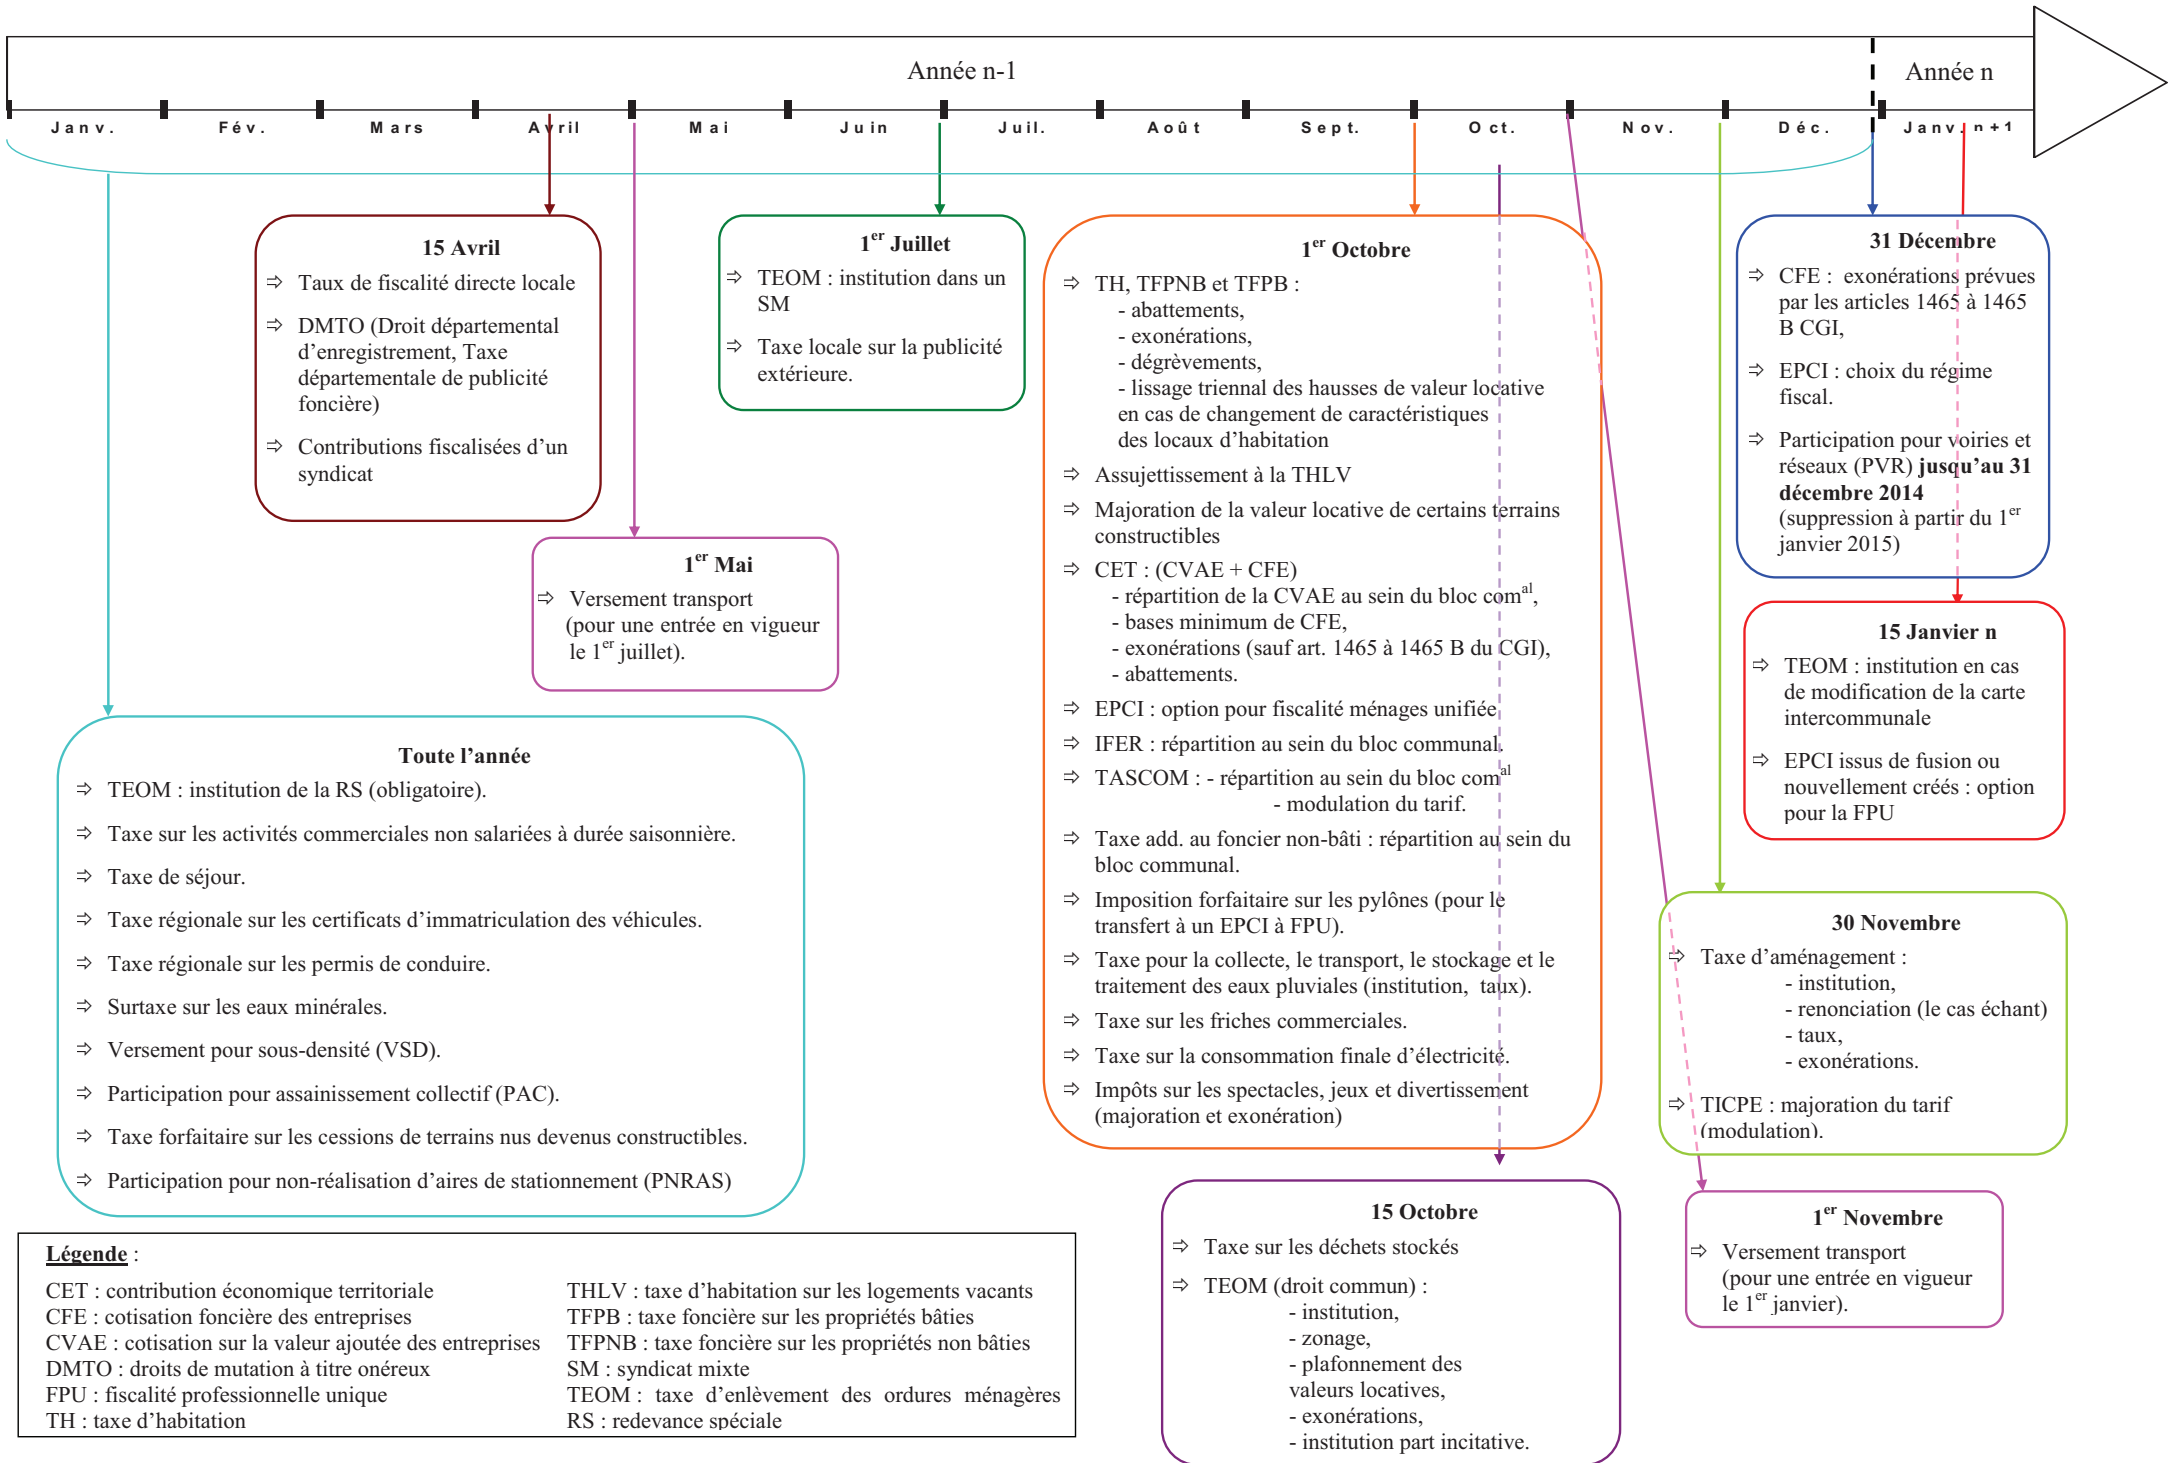 Année n-1
Année n
Janv.
Fév.
Mars
Avril
Mai
Juin
Juil.
Août
Sept.
Oct.
Nov.
Déc.
Janv. n+1
15 Avril
⇒ Taux de fiscalité directe locale
⇒ DMTO (Droit départemental
d'enregistrement, Taxe
départementale de publicité
foncière)
⇒ Contributions fiscalisées d'un
syndicat
1er Mai
⇒ Versement transport
(pour une entrée en vigueur
le 1er juillet).
1er Juillet
⇒ TEOM : institution dans un
SM
⇒ Taxe locale sur la publicité
extérieure.
1er Octobre
⇒ TH, TFPNB et TFPB :
- abattements,
- exonérations,
- dégrèvements,
- lissage triennal des hausses de valeur locative
en cas de changement de caractéristiques
des locaux d'habitation
⇒ Assujettissement à la THLV
⇒ Majoration de la valeur locative de certains terrains
constructibles
⇒ CET : (CVAE + CFE)
- répartition de la CVAE au sein du bloc comal,
- bases minimum de CFE,
- exonérations (sauf art. 1465 à 1465 B du CGI),
- abattements.
⇒ EPCI : option pour fiscalité ménages unifiée
⇒ IFER : répartition au sein du bloc communal.
⇒ TASCOM : - répartition au sein du bloc comal
- modulation du tarif.
⇒ Taxe add. au foncier non-bâti : répartition au sein du
bloc communal.
⇒ Imposition forfaitaire sur les pylônes (pour le
transfert à un EPCI à FPU).
⇒ Taxe pour la collecte, le transport, le stockage et le
traitement des eaux pluviales (institution, taux).
⇒ Taxe sur les friches commerciales.
⇒ Taxe sur la consommation finale d'électricité.
⇒ Impôts sur les spectacles, jeux et divertissement
(majoration et exonération)
31 Décembre
⇒ CFE : exonérations prévues
par les articles 1465 à 1465
B CGI,
⇒ EPCI : choix du régime
fiscal.
⇒ Participation pour voiries et
réseaux (PVR) jusqu'au 31
décembre 2014
(suppression à partir du 1er
janvier 2015)
15 Janvier n
⇒ TEOM : institution en cas
de modification de la carte
intercommunale
⇒ EPCI issus de fusion ou
nouvellement créés : option
pour la FPU
Toute l'année
⇒ TEOM : institution de la RS (obligatoire).
⇒ Taxe sur les activités commerciales non salariées à durée saisonnière.
⇒ Taxe de séjour.
⇒ Taxe régionale sur les certificats d'immatriculation des véhicules.
⇒ Taxe régionale sur les permis de conduire.
⇒ Surtaxe sur les eaux minérales.
⇒ Versement pour sous-densité (VSD).
⇒ Participation pour assainissement collectif (PAC).
⇒ Taxe forfaitaire sur les cessions de terrains nus devenus constructibles.
⇒ Participation pour non-réalisation d'aires de stationnement (PNRAS)
30 Novembre
⇒ Taxe d'aménagement :
- institution,
- renonciation (le cas échant)
- taux,
- exonérations.
⇒ TICPE : majoration du tarif
(modulation).
15 Octobre
⇒ Taxe sur les déchets stockés
⇒ TEOM (droit commun) :
- institution,
- zonage,
- plafonnement des
valeurs locatives,
- exonérations,
- institution part incitative.
1er Novembre
⇒ Versement transport
(pour une entrée en vigueur
le 1er janvier).
Légende :
CET : contribution économique territoriale
CFE : cotisation foncière des entreprises
CVAE : cotisation sur la valeur ajoutée des entreprises
DMTO : droits de mutation à titre onéreux
FPU : fiscalité professionnelle unique
TH : taxe d'habitation
THLV : taxe d'habitation sur les logements vacants
TFPB : taxe foncière sur les propriétés bâties
TFPNB : taxe foncière sur les propriétés non bâties
SM : syndicat mixte
TEOM : taxe d'enlèvement des ordures ménagères
RS : redevance spéciale